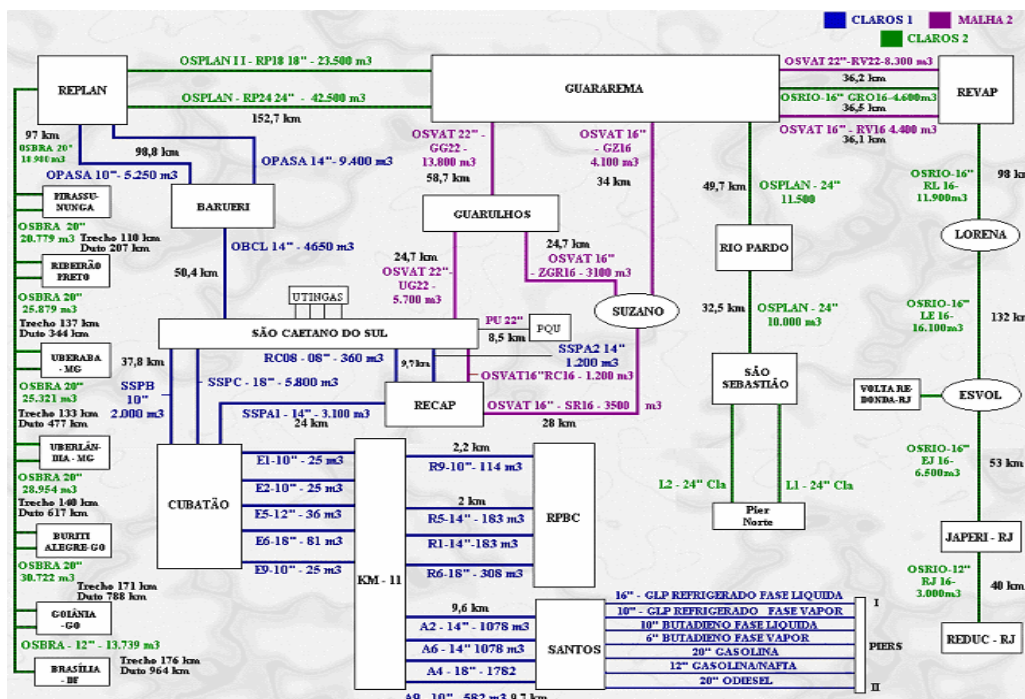 CLAROS 1
MALHA 2
CLAROS 2
OSPLAN II - RP18 18" - 23.500 m3
REPLAN
OSPLAN - RP24 24" - 42.500 m3
152,7 km
GUARAREMA
OSVAT 22"-RV22-8.300 m3
36,2 km
OSRIO-16" GRO16-4.600m3
36,5 km
OSVAT 16" - RV16 4.400 m3
36,1 km
REVAP
97 km
OSBRA 20"
18.980m3
98,8 km
OPASA 10"- 5.250 m3
OPASA 14"- 9.400 m3
OSVAT 22" -
GG22 -
13.800 m3
58,7 km
OSVAT 16"
- GZ16
4.100 m3
34 km
49,7 km
OSPLAN - 24"
11.500
OSRIO-16"
RL 16-
11.900m3
98 km
PIRASSU-
NUNGA
BARUERI
GUARULHOS
RIO PARDO
LORENA
OSBRA 20"
20.779 m3
Trecho 110 km
Duto 207 km
RIBEIRÃO
PRETO
OBCL 14" - 4650 m3
50,4 km
24,7 km
OSVAT 22"-
UG22 -
5.700 m3
24,7 km
OSVAT 16"
- ZGR16 - 3100 m3
SUZANO
32,5 km
OSPLAN - 24"
10.000 m3
OSRIO-16"
LE 16-
16.100m3
132 km
OSBRA 20"
25.879 m3
Trecho 137 km
Duto 344 km
UTINGAS
SÃO CAETANO DO SUL
PU 22"
8,5 km
PQU
UBERABA
-MG
37,8 km
RC08 - 08" - 360 m3
9,7km
SSPA2 14"
1.200 m3
SSPB
10"
2.000 m3
SSPC - 18"- 5.800 m3
OSVAT16"RC16 - 1.200 m3
RECAP
SÃO
SEBASTIÃO
VOLTA RE-
DONDA-RJ
ESVOL
OSBRA 20"
25.321 m3
Trecho 133 km
Duto 477 km
SSPA1 - 14"- 3.100 m3
24 km
OSVAT 16" - SR16 - 3500 m3
28 km
UBERLÂN-
DIA - MG
OSBRA 20"
28.954 m3
Trecho 140 km
Duto 617 km
CUBATÃO
E1-10" - 25 m3
E2-10" - 25 m3
E5-12" - 36 m3
E6-18" - 81 m3
E9-10"- 25 m3
KM - 11
2,2 km
R9-10"- 114 m3
2 km
R5-14" - 183 m3
R1-14"-183 m3
R6-18" - 308 m3
RPBC
L2 - 24" Cla
L1 - 24" Cla
Píer
Norte
OSRIO-16"
EJ 16-
6.500m3
53 km
JAPERI - RJ
BURITI
ALEGRE-GO
OSBRA 20"
30.722 m3
Trecho 171 km
Duto 788 km
OSRIO-12"
RJ 16-
3.000m3
40 km
REDUC - RJ
GOIÂNIA
-GO
OSBRA - 12" - 13.739 m3
Trecho 176 km
Duto 964 km
BRASÍLIA
- DF
9,6 km
A2 - 14"- 1078 m3
A6 - 14" 1078 m3
A4 - 18" - 1782
A9 - 10" - 582 m3 9,7 km
SANTOS
16" - GLP REFRIGERADO FASE LIQUIDA
10" - GLP REFRIGERADO FASE VAPOR
10" BUTADIENO FASE LIQUIDA
6" BUTADIENO FASE VAPOR
20" GASOLINA
12" GASOLINA/NAFTA
20" ODIESEL
I
PIERS
II